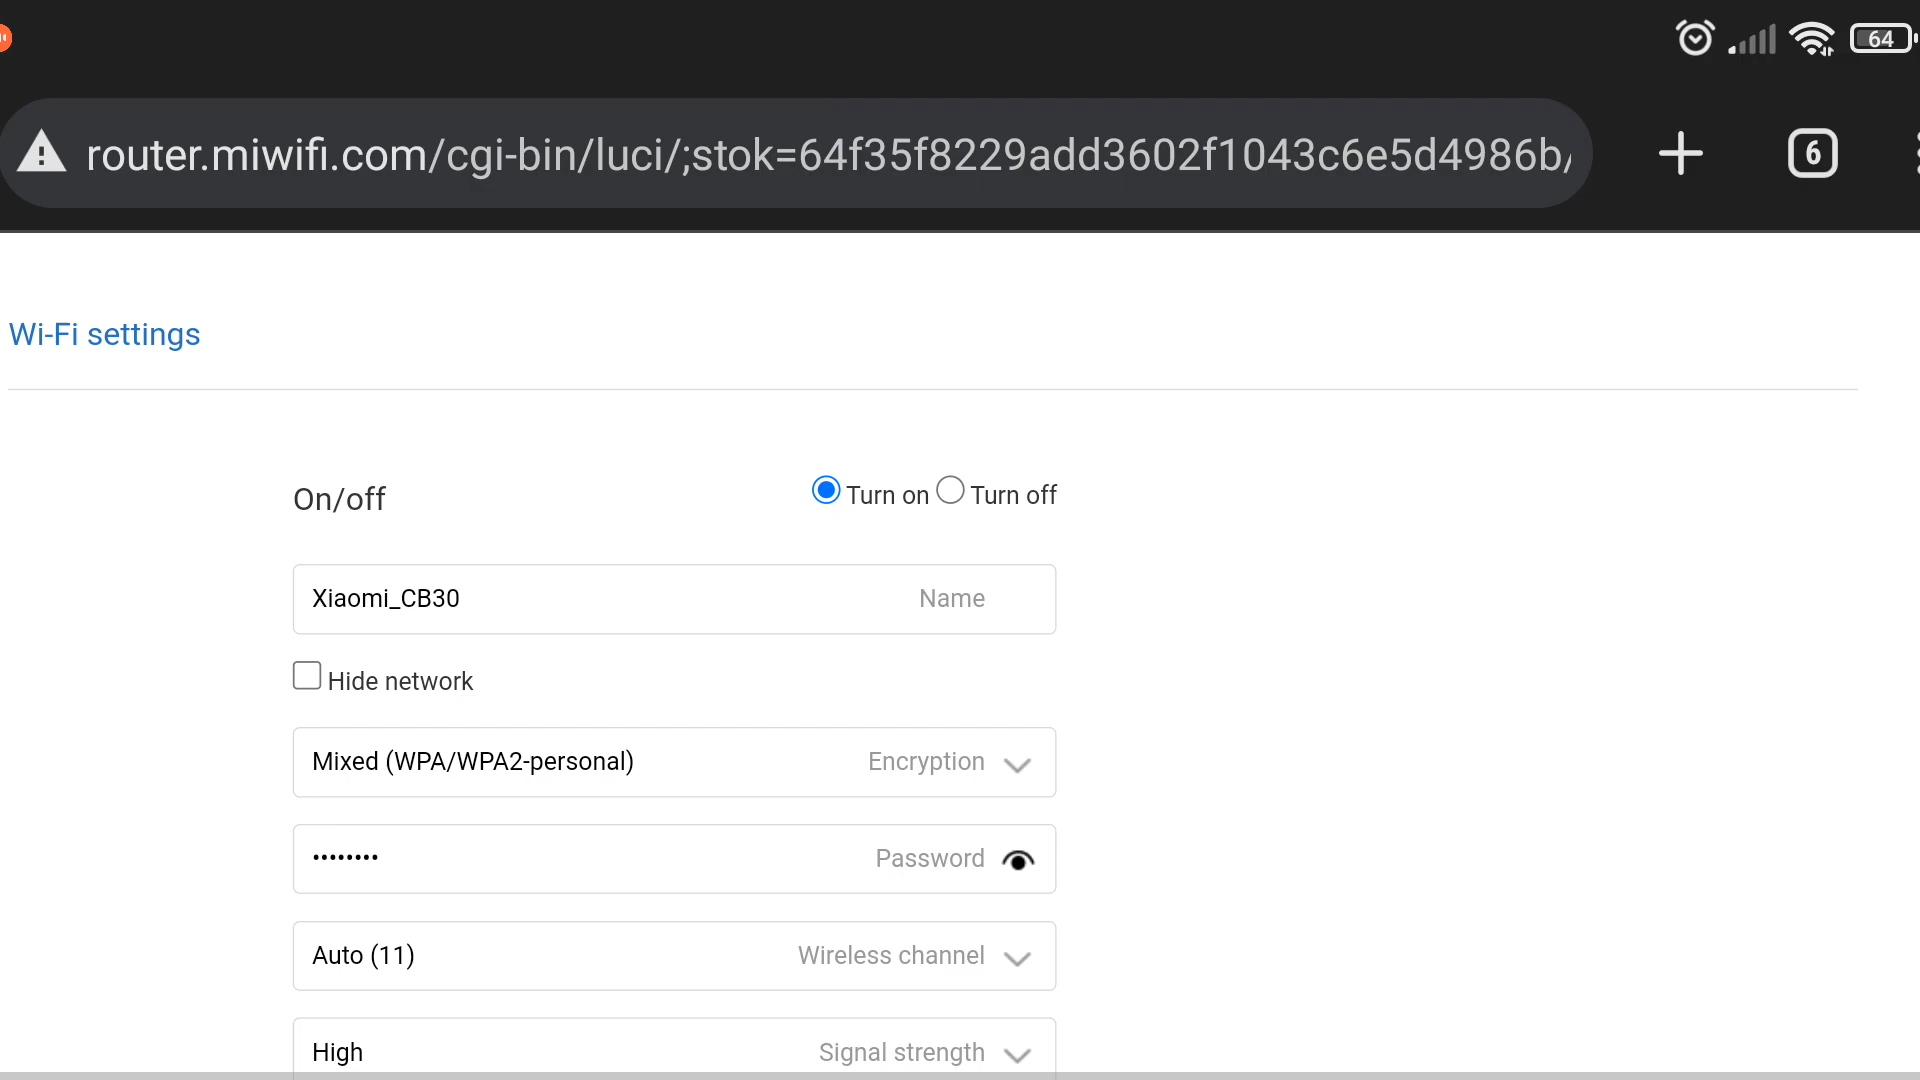 64
router.miwifi.com/cgi-bin/luci/;stok=64f35f8229add3602f1043c6e5d4986b/
6
Wi-Fi settings
On/off
Turn on Turn off
Xiaomi_CB30 Name
Hide network
Mixed (WPA/WPA2-personal) Encryption
•••••••• Password
Auto (11) Wireless channel
High Signal strength